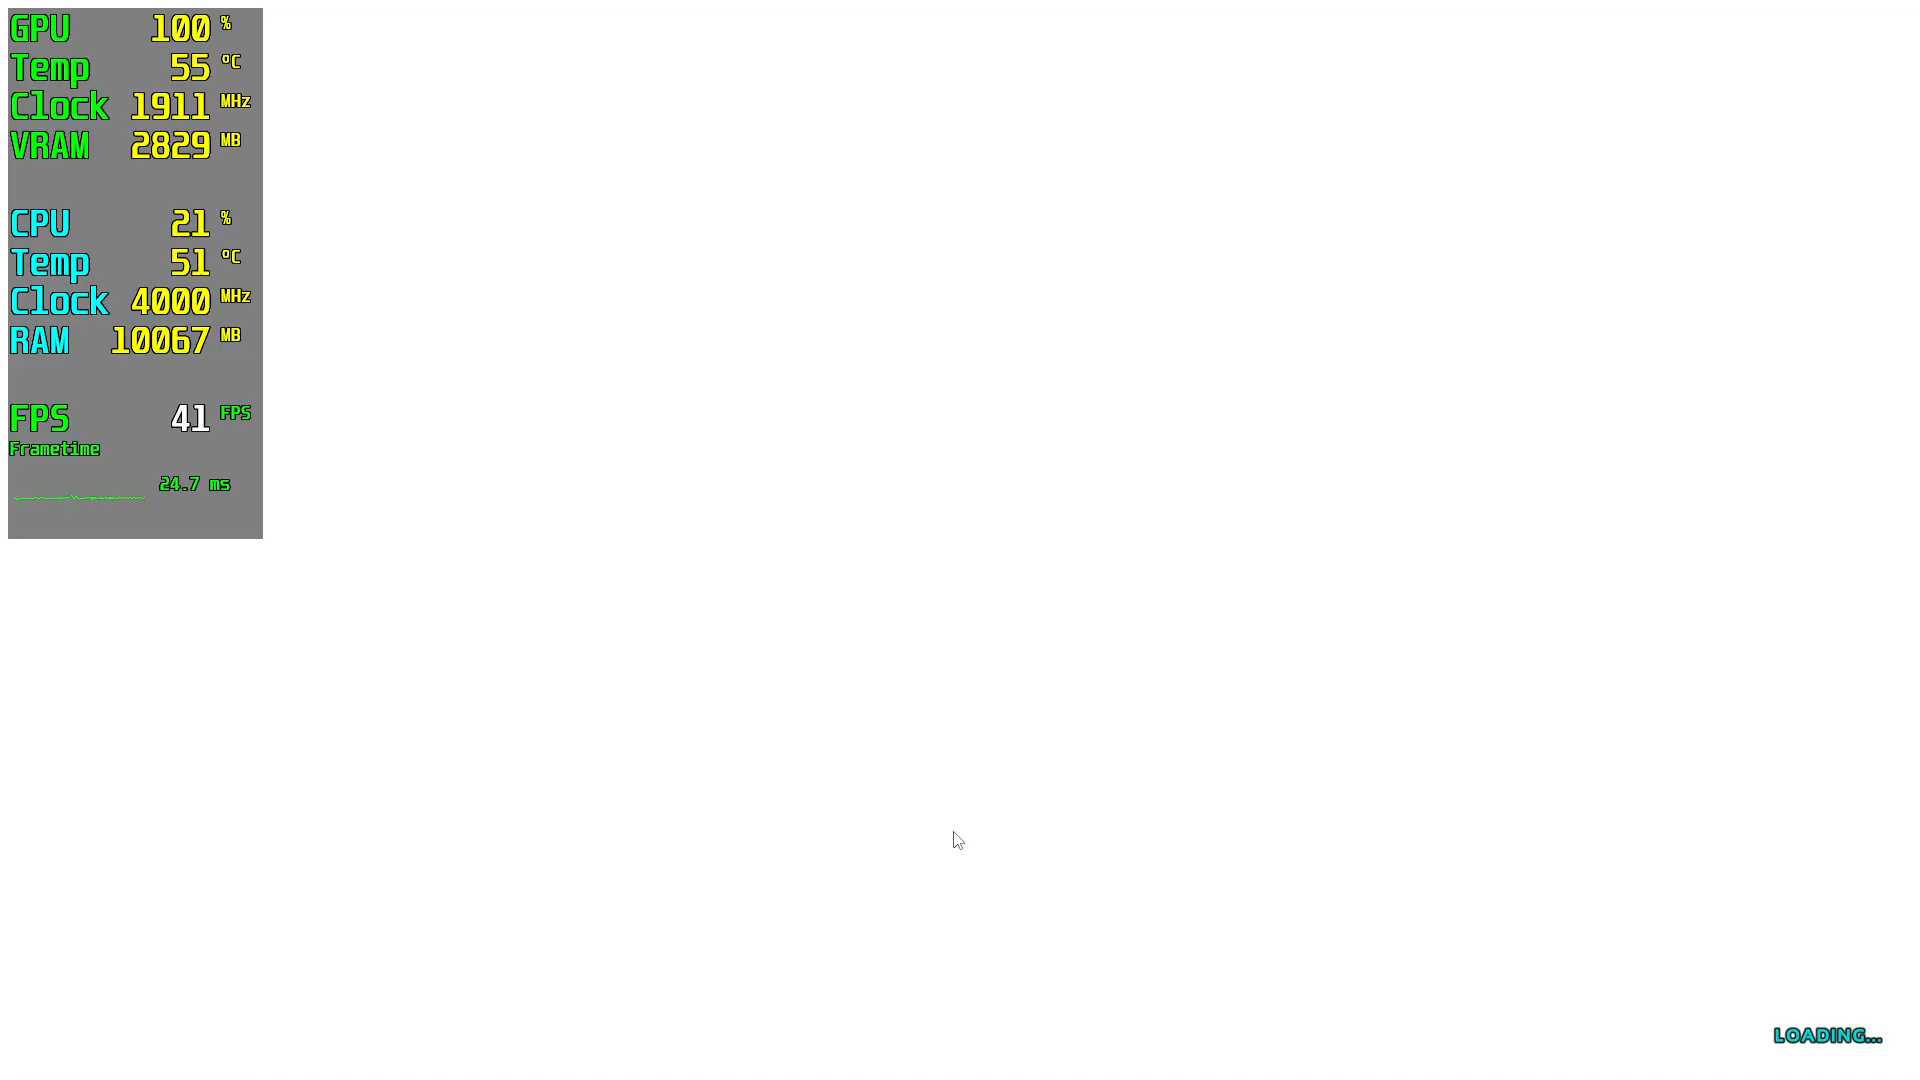 GPU 100 %
Temp 55 °C
Clock 1911 MHz
VRAM 2829 MB
CPU 21 %
Temp 51 °C
Clock 4000 MHz
RAM 10067 MB
FPS 41 FPS
Frametime
24.7 ms
LOADING...